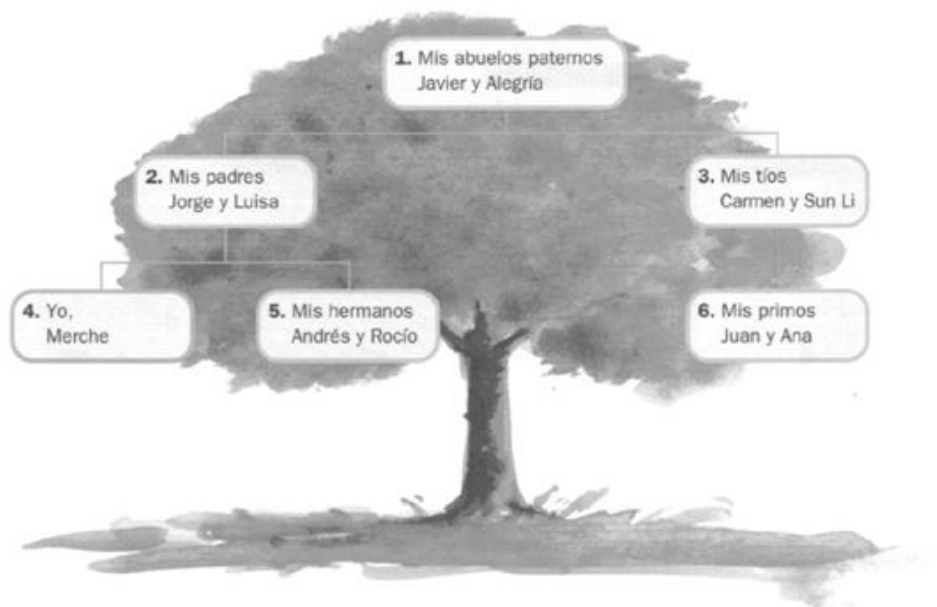 1. Mis abuelos paternos
Javier y Alegría
2. Mis padres
Jorge y Luisa
3. Mis tíos
Carmen y Sun Li
4. Yo,
Merche
5. Mis hermanos
Andrés y Rocío
6. Mis primos
Juan y Ana